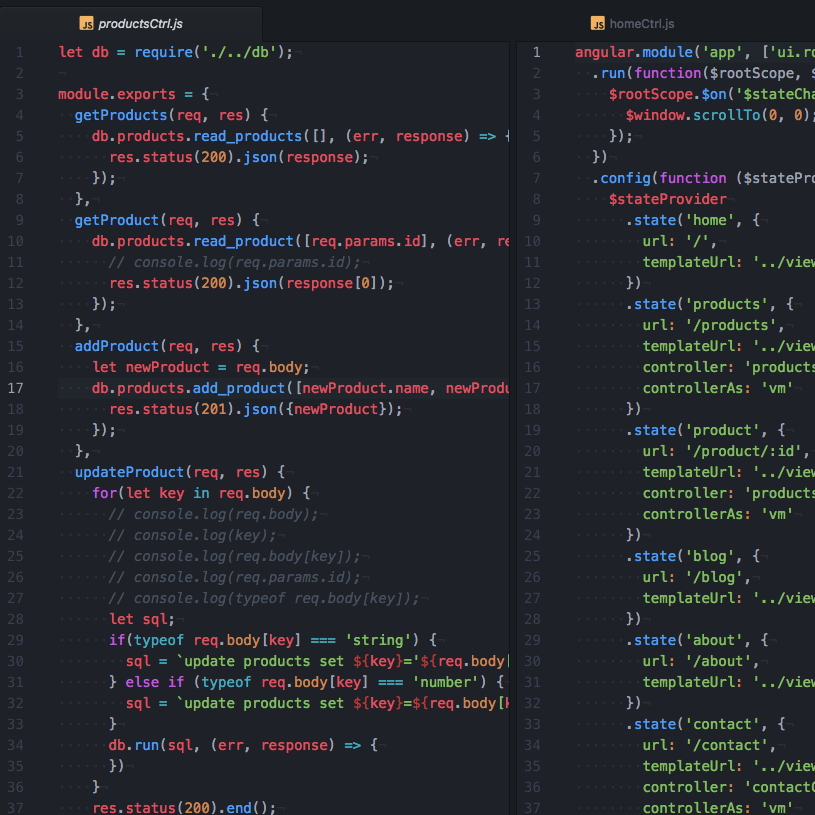 productsCtrl.js
1 let db = require('./../db');
2
3 module.exports = {
4 getProducts(req, res) {
5 db.products.read_products([], (err, response) => {
6 res.status(200).json(response);
7 });
8 },
9 getProduct(req, res) {
10 db.products.read_product([req.params.id], (err, re
11 // console.log(req.params.id);
12 res.status(200).json(response[0]);
13 });
14 },
15 addProduct(req, res) {
16 let newProduct = req.body;
17 db.products.add_product([newProduct.name, newProdu
18 res.status(201).json({newProduct});
19 });
20 },
21 updateProduct(req, res) {
22 for(let key in req.body) {
23 // console.log(req.body);
24 // console.log(key);
25 // console.log(req.body[key]);
26 // console.log(req.params.id);
27 // console.log(typeof req.body[key]);
28 let sql;
29 if(typeof req.body[key] === 'string') {
30 sql = `update products set ${key}='${req.body[
31 } else if (typeof req.body[key] === 'number') {
32 sql = `update products set ${key}=${req.body[k
33 }
34 db.run(sql, (err, response) => {
35 })
36 }
37 res.status(200).end();
homeCtrl.js
1 angular.module('app', ['ui.ro
2 .run(function($rootScope, $
3 $rootScope.$on('$stateCha
4 $window.scrollTo(0, 0);
5 });
6 })
7 .config(function ($statePro
8 $stateProvider
9 .state('home', {
10 url: '/',
11 templateUrl: '../view
12 })
13 .state('products', {
14 url: '/products',
15 templateUrl: '../view
16 controller: 'products
17 controllerAs: 'vm'
18 })
19 .state('product', {
20 url: '/product/:id',
21 templateUrl: '../view
22 controller: 'products
23 controllerAs: 'vm'
24 })
25 .state('blog', {
26 url: '/blog',
27 templateUrl: '../view
28 })
29 .state('about', {
30 url: '/about',
31 templateUrl: '../view
32 })
33 .state('contact', {
34 url: '/contact',
35 templateUrl: '../view
36 controller: 'contactC
37 controllerAs: 'vm'